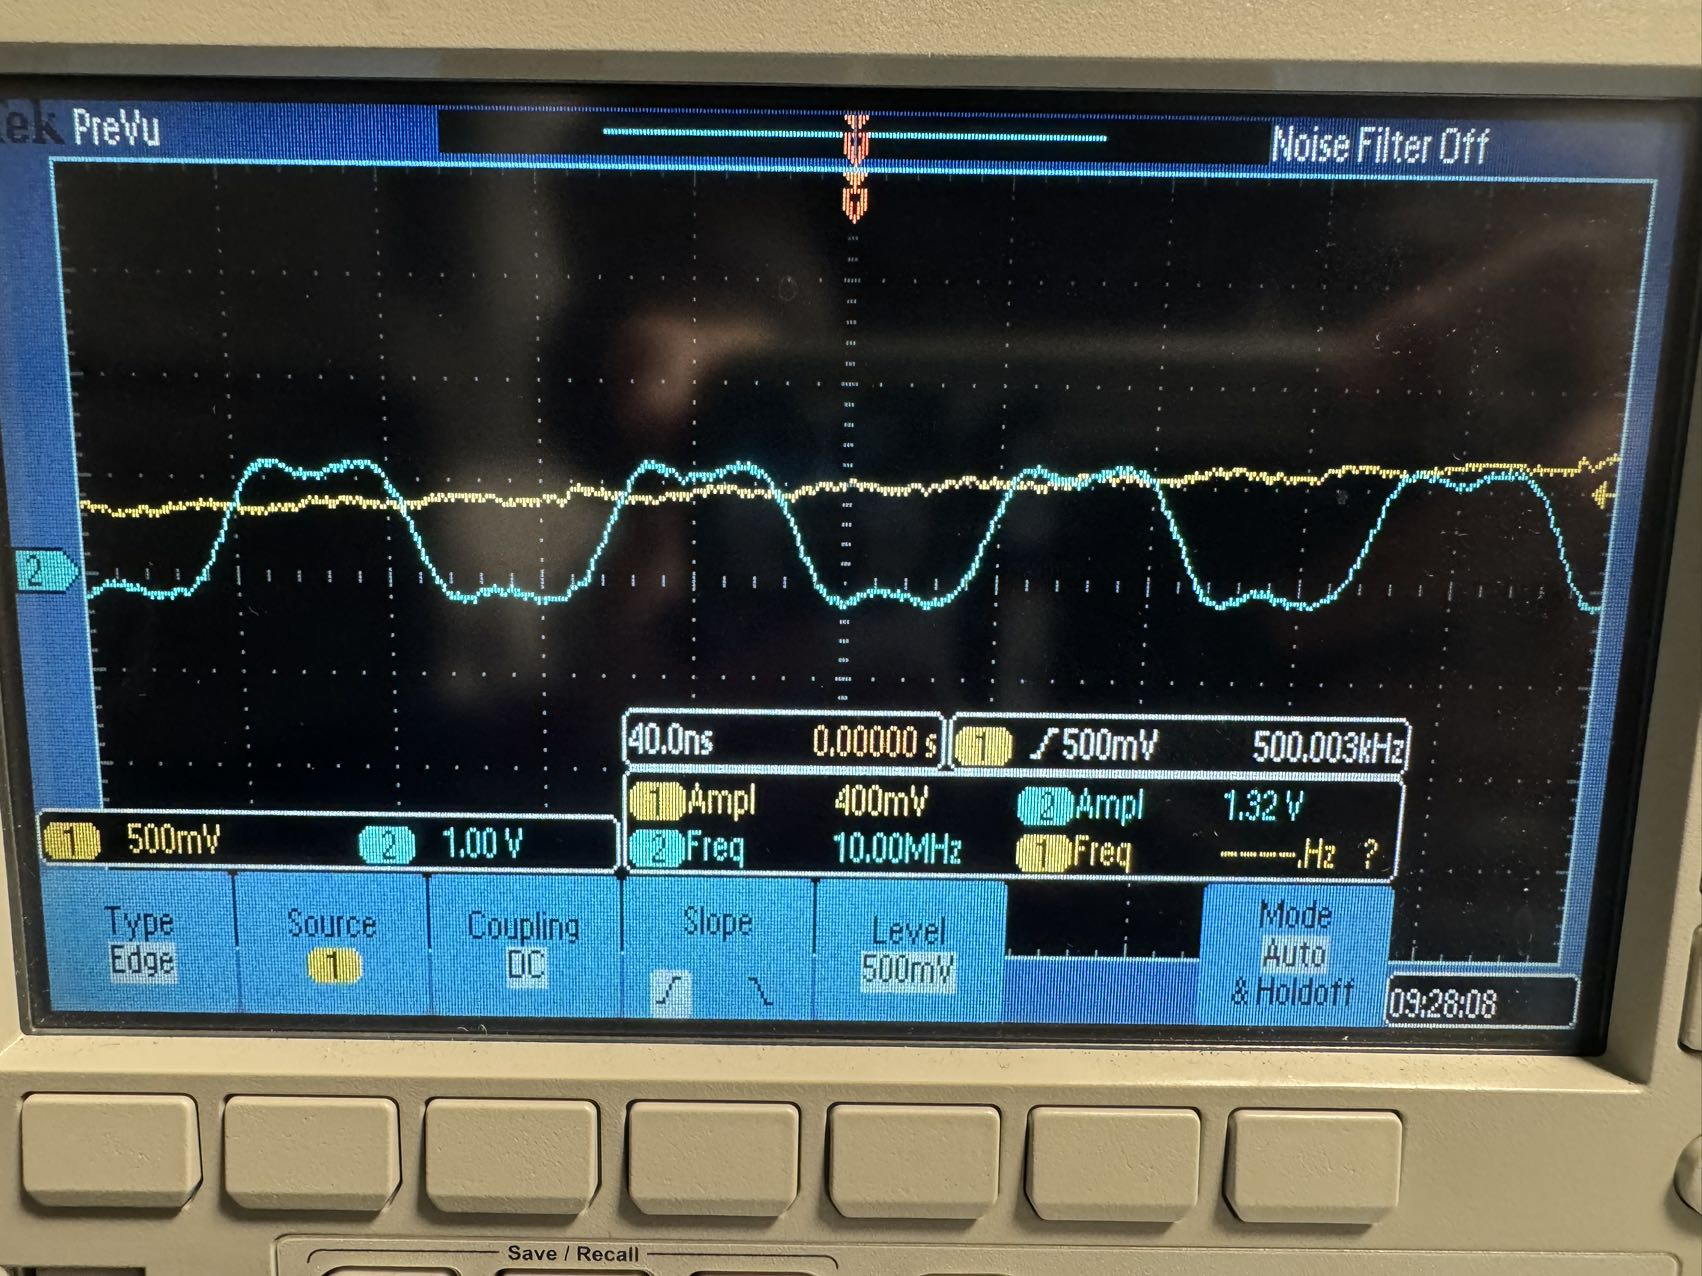 Tek PreVu
Noise Filter Off
2
40.0ns 0.00000 s
1 500mV 500.003kHz
1 Ampl 400mV 2 Ampl 1.32 V
2 Freq 10.00MHz 1 Freq -----.Hz ?
1 500mV 2 1.00 V
Type
Edge
Source
1
Coupling
DC
Slope
Level
500mV
Mode
Auto
& Holdoff
09:28:08
Save / Recall